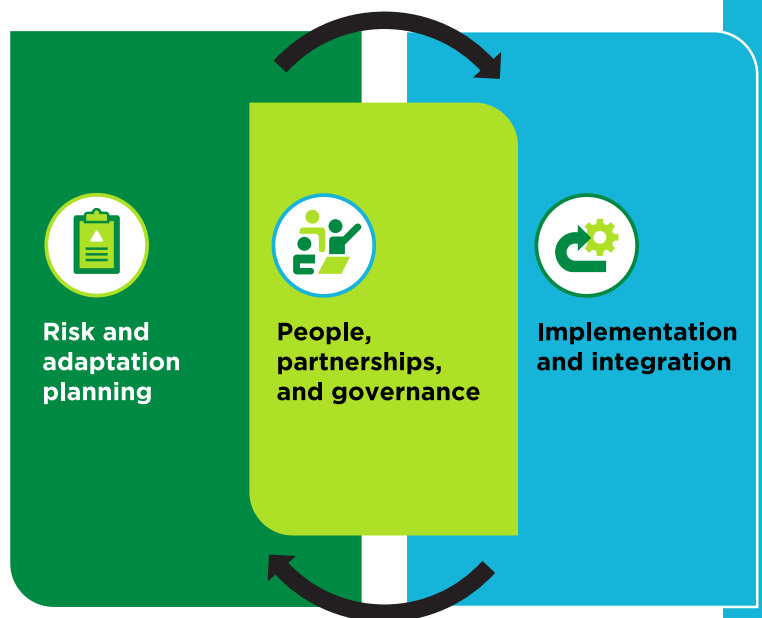 Risk and
adaptation
planning
People,
partnerships,
and governance
Implementation
and integration